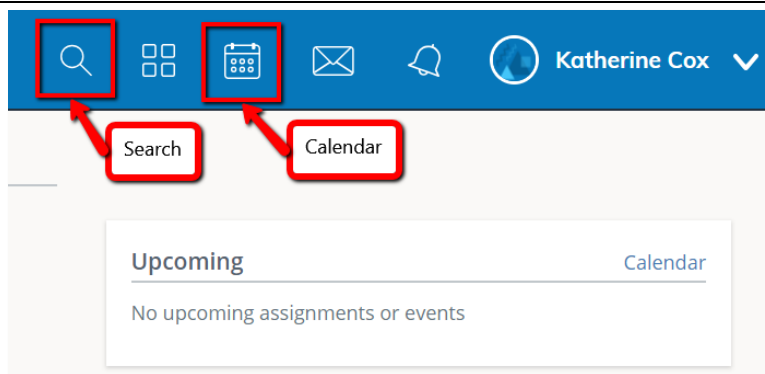 Katherine Cox
Search
Calendar
Upcoming
Calendar
No upcoming assignments or events